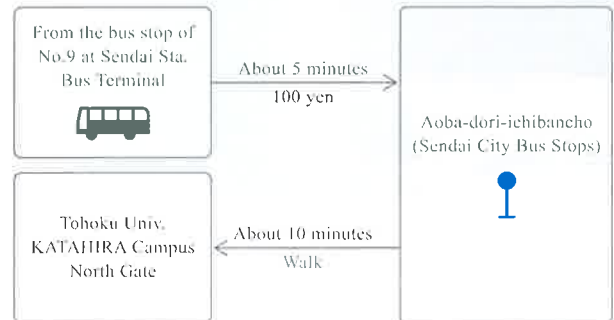 From the bus stop of
No.9 at Sendai Sta.
Bus Terminal
About 5 minutes
100 yen
Aoba-dori-ichibancho
(Sendai City Bus Stops)
About 10 minutes
Walk
Tohoku Univ.
KATAHIRA Campus
North Gate